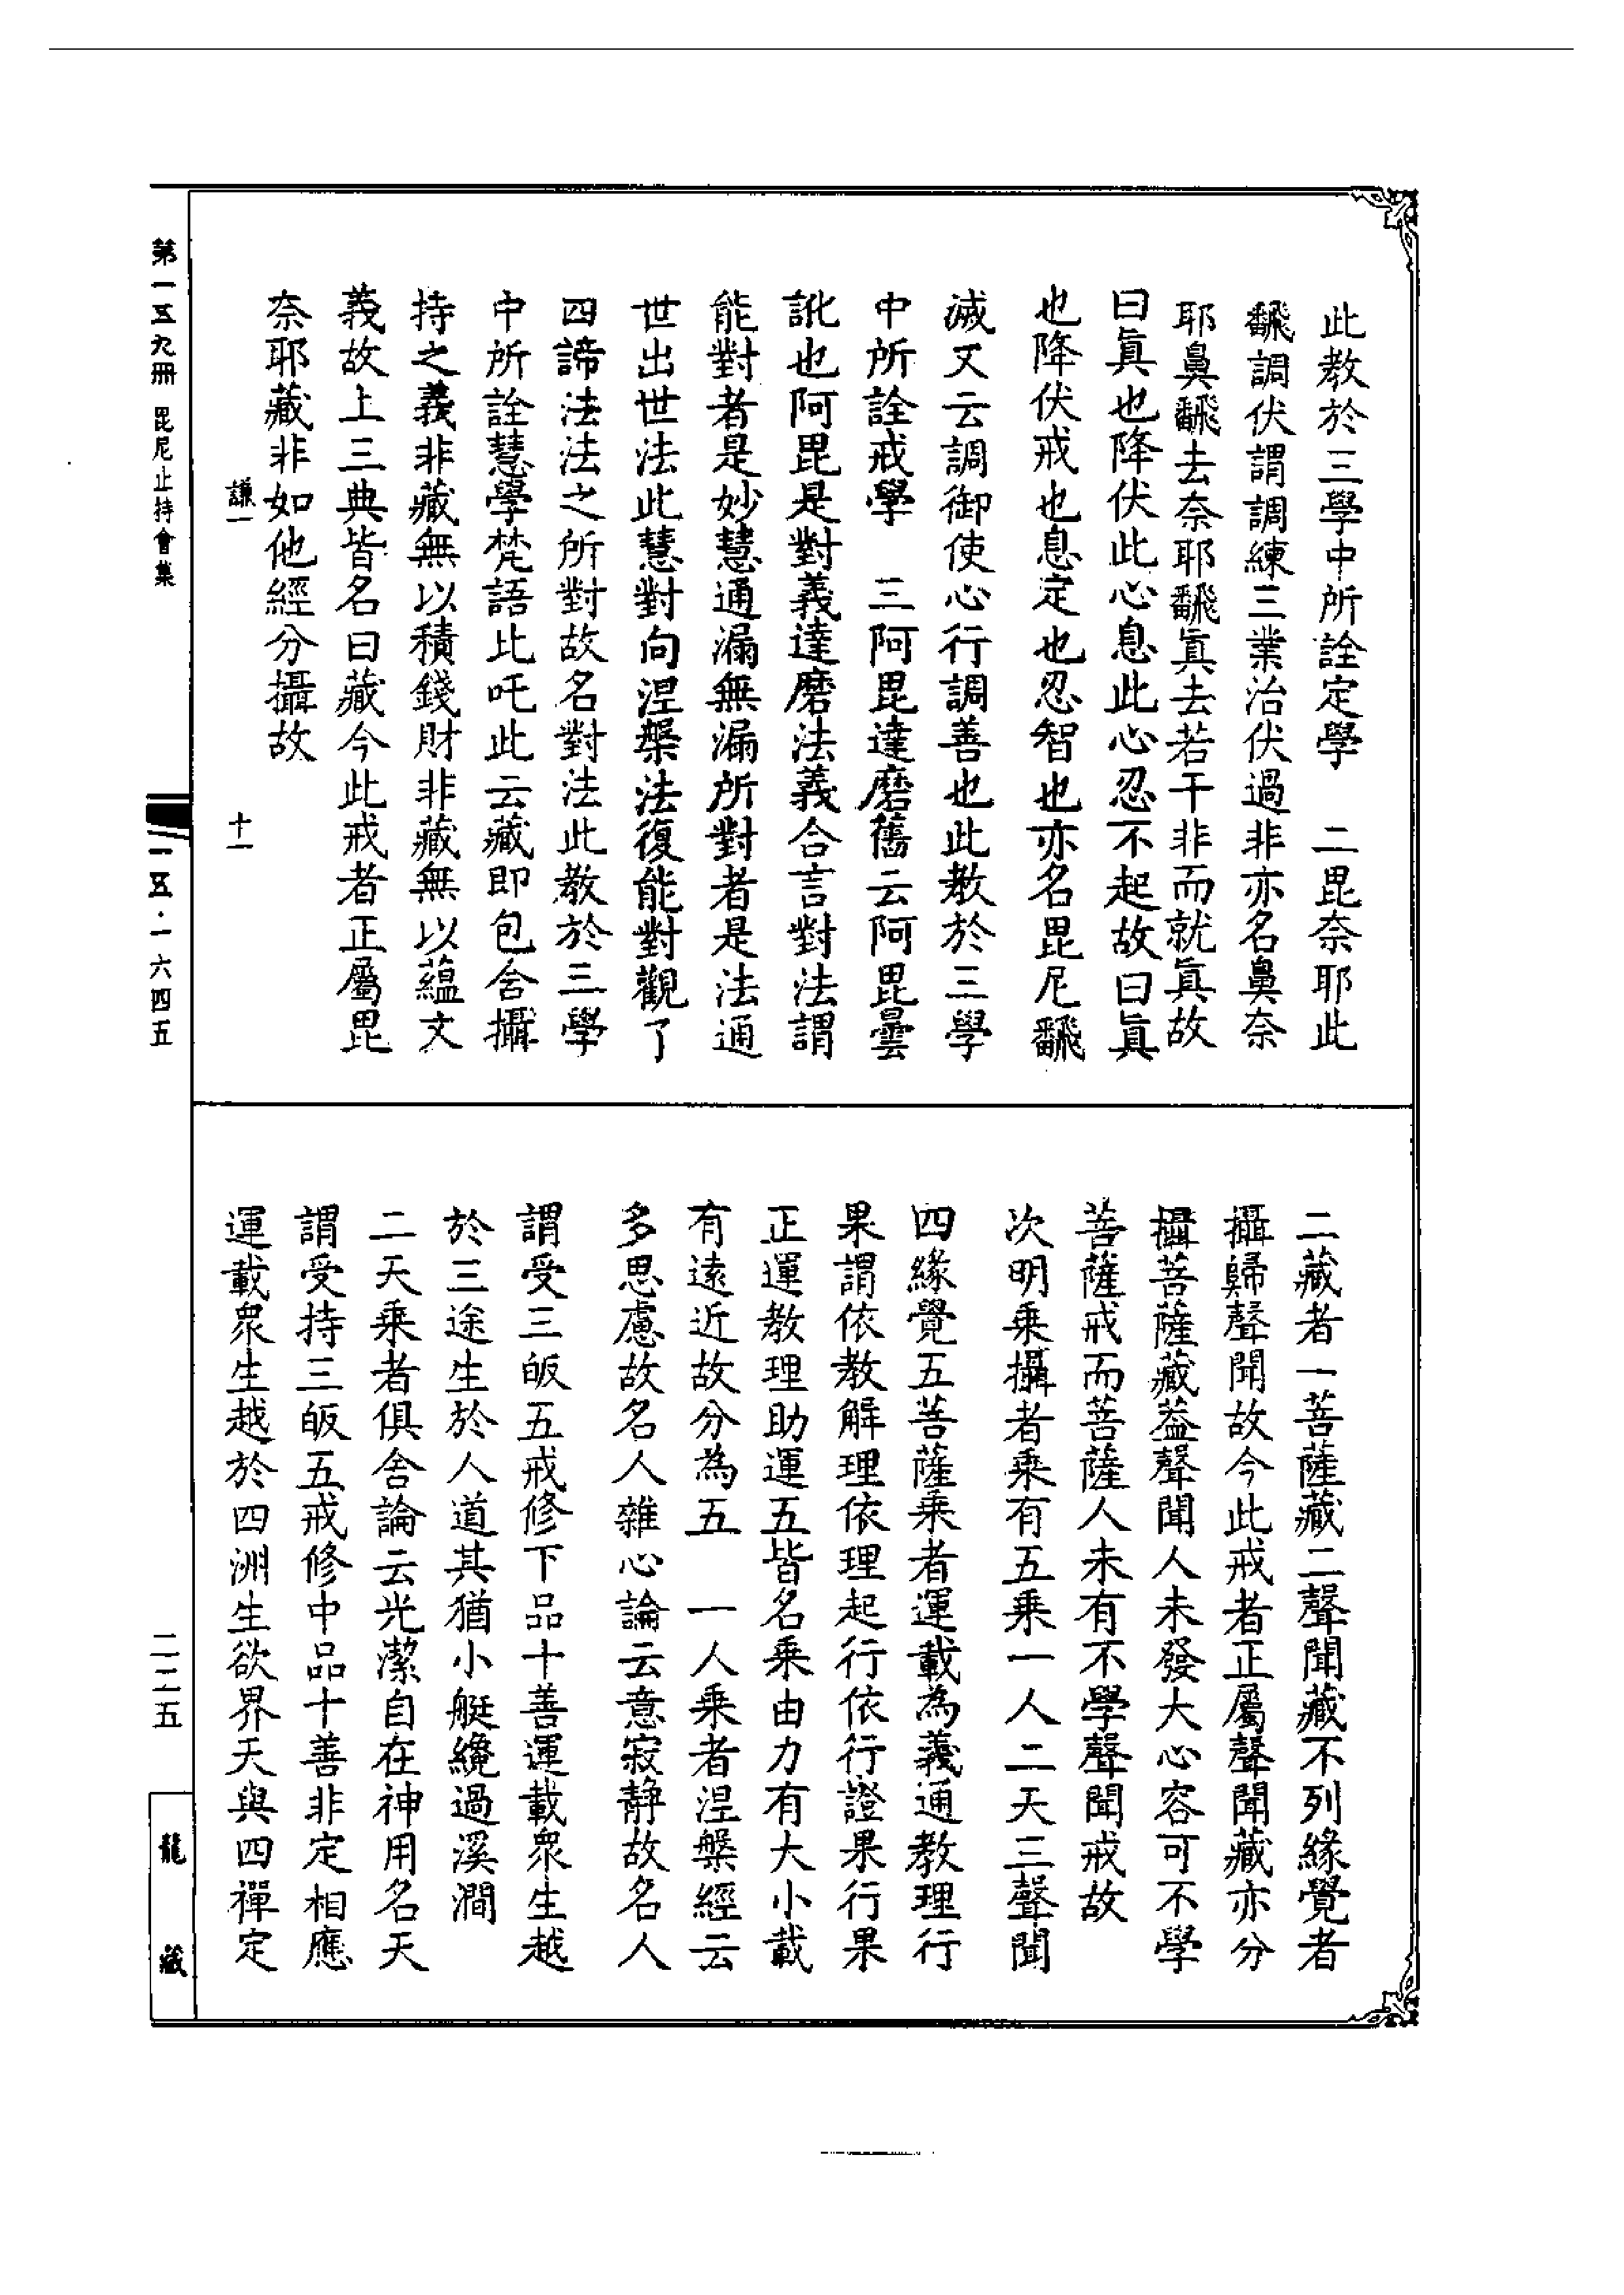 此教於三學中所詮定學　二毘奈耶此
飜調伏謂調練三業治伏過非亦名鼻奈
耶鼻飜去奈耶飜眞去若干非而就眞故
曰眞也降伏此心息此心忍不起故曰眞
也降伏戒也息定也忍智也亦名毘尼飜
滅又云調御使心行調善也此教於三學
中所詮戒學　三阿毘達磨舊云阿毘曇
訛也阿毘是對義達磨法義合言對法謂
能對者是妙慧通漏無漏所對者是法通
世出世法此慧對向涅槃法復能對觀了
四諦法法之所對故名對法此教於三學
中所詮慧學梵語比吒此云藏即包含攝
持之義非藏無以積錢財非藏無以蘊文
義故上三典皆名曰藏今此戒者正屬毘
奈耶藏非如他經分攝故
謙一
十一
二藏者一菩薩藏二聲聞藏不列緣覺者
攝歸聲聞故今此戒者正屬聲聞藏亦分
攝菩薩藏葢聲聞人未發大心容可不學
菩薩戒而菩薩人未有不學聲聞戒故
次明乘攝者乘有五乘一人二天三聲聞
四緣覺五菩薩乘者運載為義通教理行
果謂依教解理依理起行依行證果行果
正運教理助運五皆名乘由力有大小載
有遠近故分為五　一人乘者涅槃經云
多思慮故名人雜心論云意寂靜故名人
謂受三皈五戒修下品十善運載眾生越
於三途生於人道其猶小艇纔過溪澗
二天乘者俱舍論云光潔自在神用名天
謂受持三皈五戒修中品十善非定相應
運載眾生越於四洲生欲界天與四禪定
第一五九冊　毘尼止持會集
一五·一六四五
二二五
龍藏